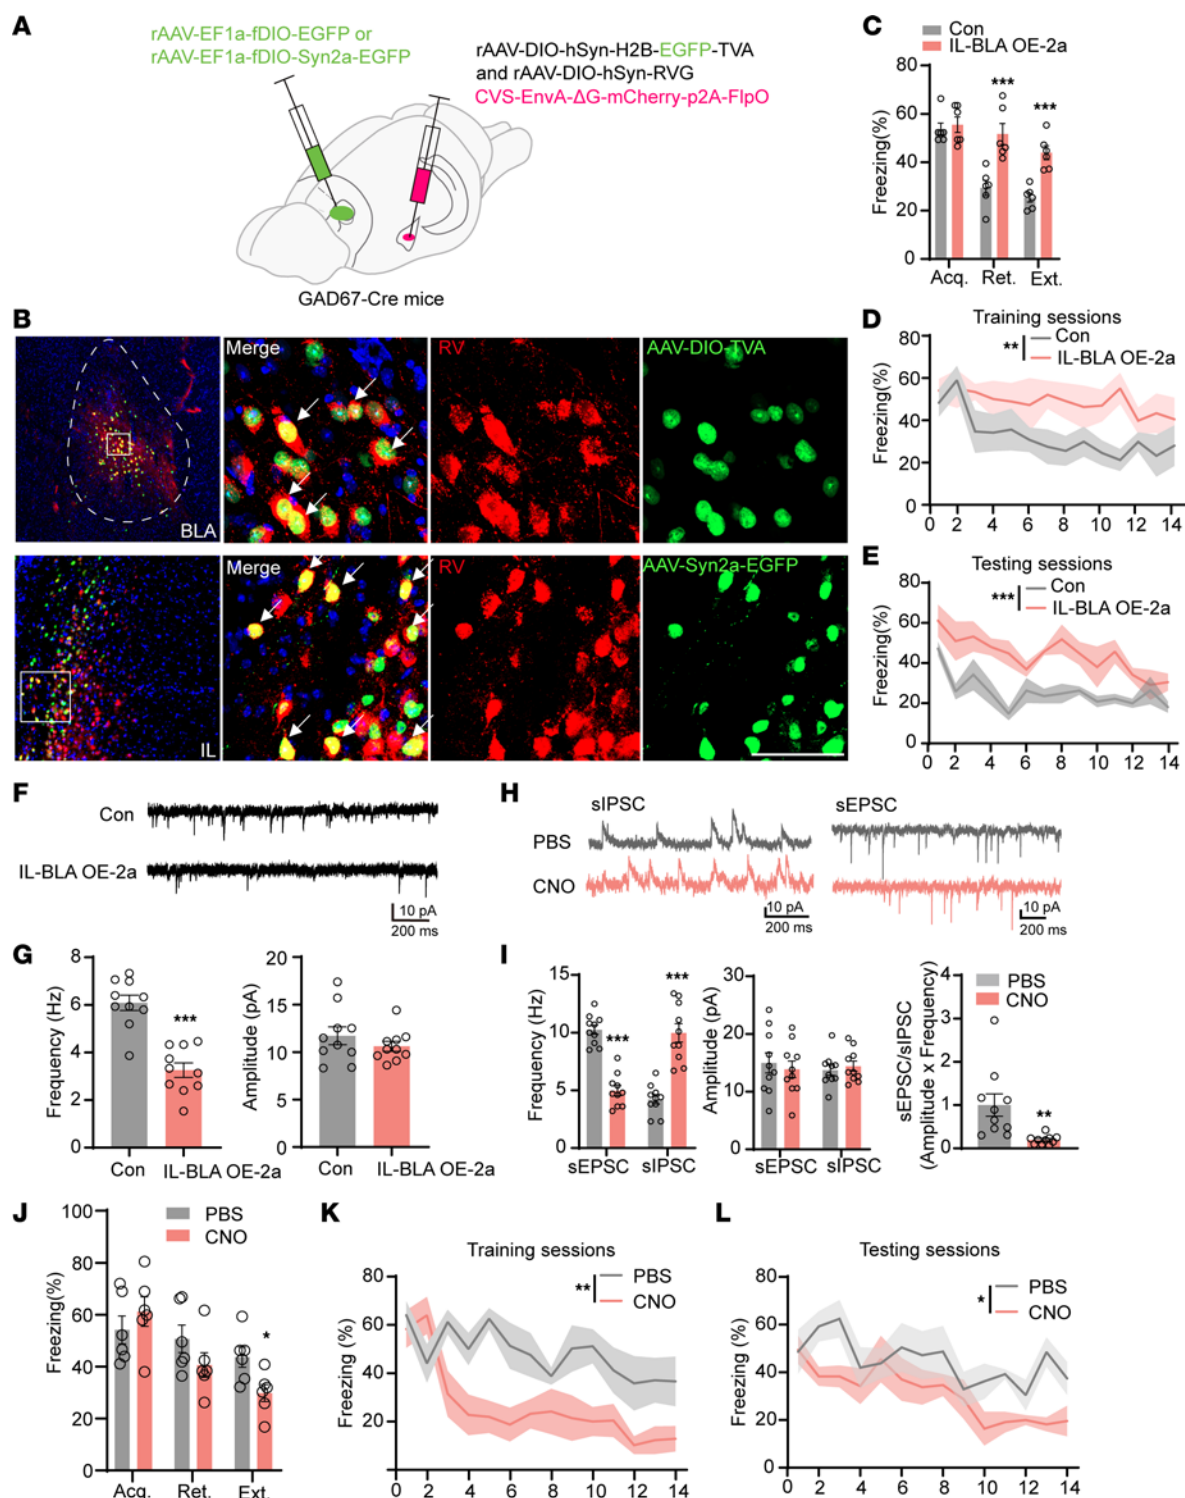 A
rAAV-EF1a-fDIO-EGFP or
rAAV-EF1a-fDIO-Syn2a-EGFP
rAAV-DIO-hSyn-H2B-EGFP-TVA
and rAAV-DIO-hSyn-RVG
CVS-EnvA-ΔG-mCherry-p2A-FlpO
GAD67-Cre mice
C
Con
IL-BLA OE-2a
Freezing(%)
80
60
40
20
0
***
***
Acq.
Ret.
Ext.
B
BLA
Merge
RV
AAV-DIO-TVA
IL
Merge
RV
AAV-Syn2a-EGFP
D
Training sessions
Con
IL-BLA OE-2a
**
Freezing(%)
80
60
40
20
0
0 2 4 6 8 10 12 14
E
Testing sessions
Con
IL-BLA OE-2a
***
Freezing(%)
80
60
40
20
0
0 2 4 6 8 10 12 14
F
Con
IL-BLA OE-2a
10 pA
200 ms
H
sIPSC
sEPSC
PBS
CNO
10 pA
200 ms
10 pA
200 ms
G
Frequency (Hz)
8
6
4
2
0
***
Con
IL-BLA OE-2a
Amplitude (pA)
20
15
10
5
0
Con
IL-BLA OE-2a
I
Frequency (Hz)
15
10
5
0
***
***
sEPSC
sIPSC
Amplitude (pA)
30
20
10
0
sEPSC
sIPSC
sEPSC/sIPSC
(Amplitude x Frequency)
4
3
2
1
0
PBS
CNO
**
J
PBS
CNO
Freezing(%)
100
80
60
40
20
0
*
Acq.
Ret.
Ext.
K
Training sessions
PBS
CNO
**
Freezing (%)
80
60
40
20
0 2 4 6 8 10 12 14
L
Testing sessions
PBS
CNO
*
Freezing (%)
80
60
40
20
0
0 2 4 6 8 10 12 14